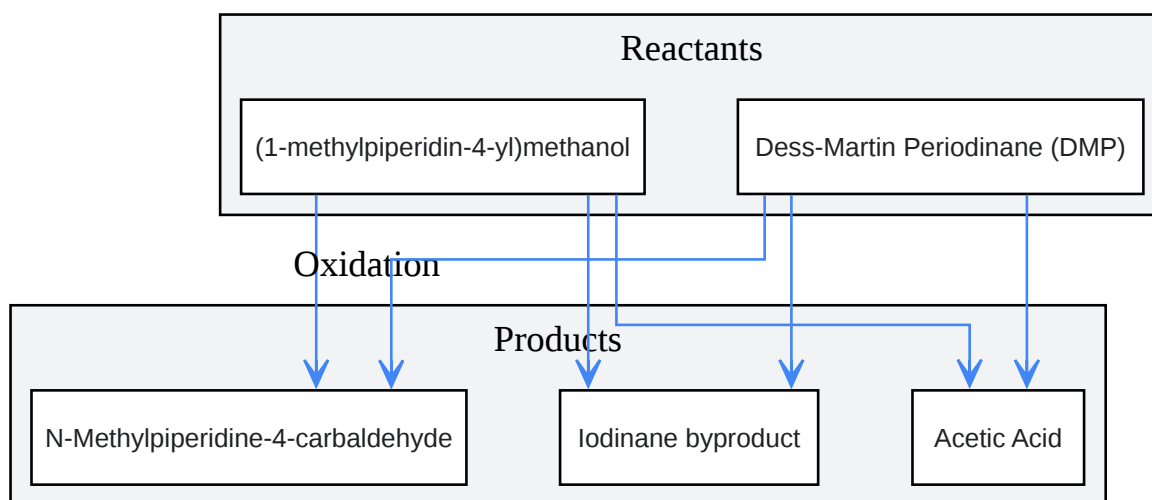 Reactants
(1-methylpiperidin-4-yl)methanol
Dess-Martin Periodinane (DMP)
Oxidation
Products
N-Methylpiperidine-4-carbaldehyde
Iodinane byproduct
Acetic Acid